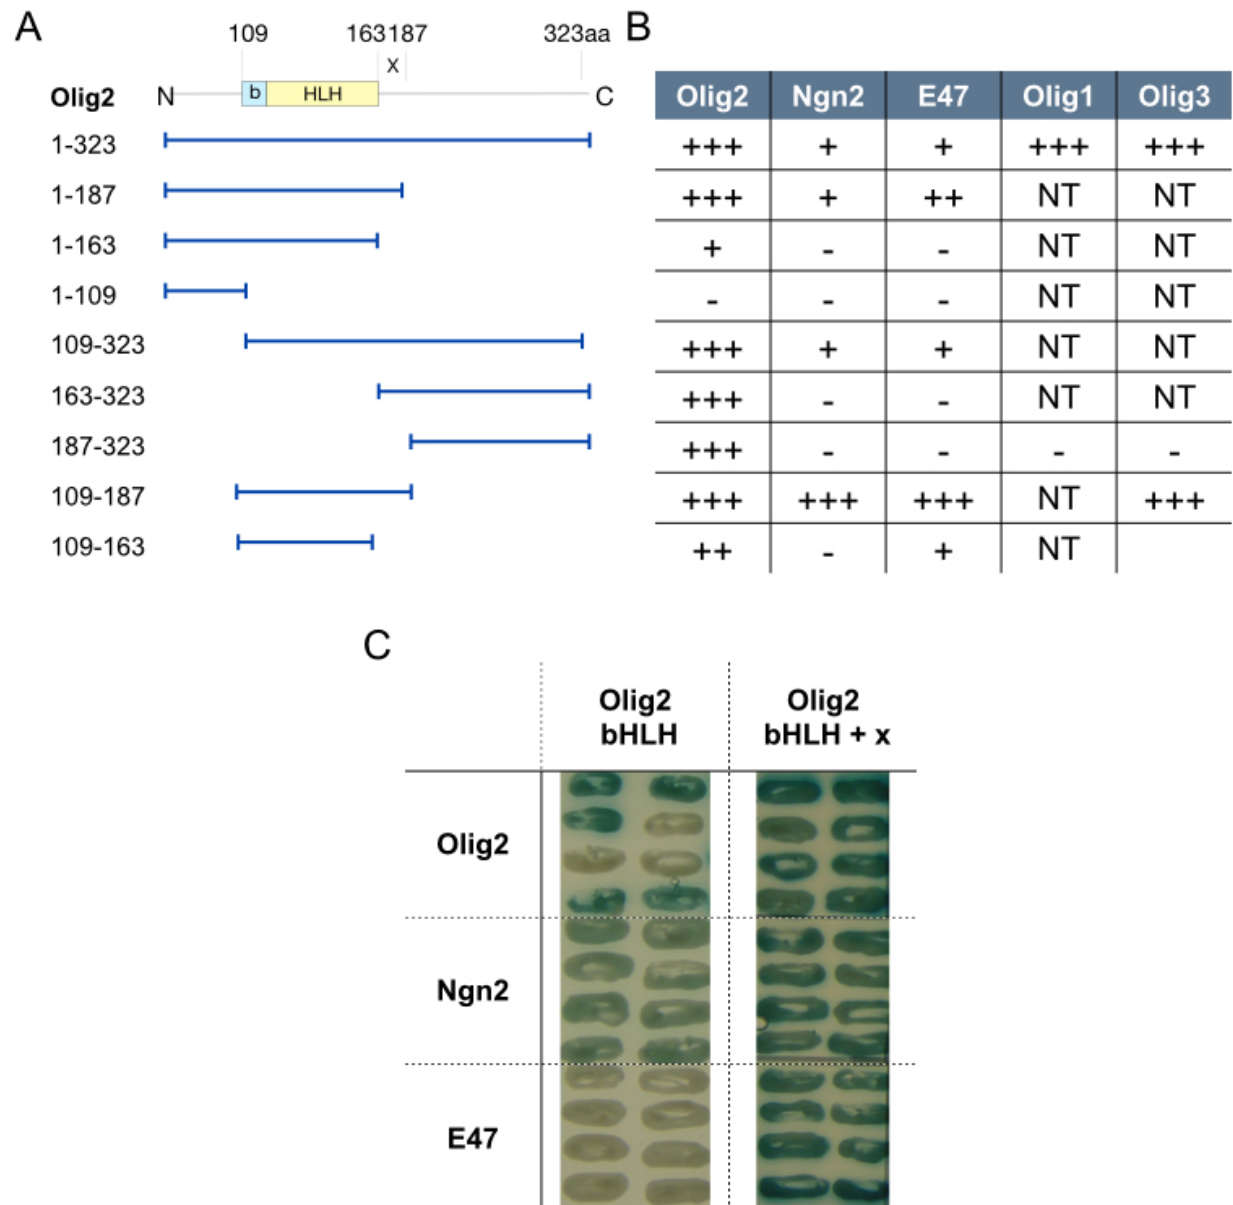 A
109 163 187 323aa
x
Olig2 N b HLH C
1-323
1-187
1-163
1-109
109-323
163-323
187-323
109-187
109-163
B
Olig2 Ngn2 E47 Olig1 Olig3
+++ + + +++ +++
+++ + ++ NT NT
+ - - NT NT
- - - NT NT
+++ + + NT NT
+++ - - NT NT
+++ - - - -
+++ +++ +++ NT +++
++ - + NT
C
Olig2 Olig2
bHLH bHLH + x
Olig2
Ngn2
E47